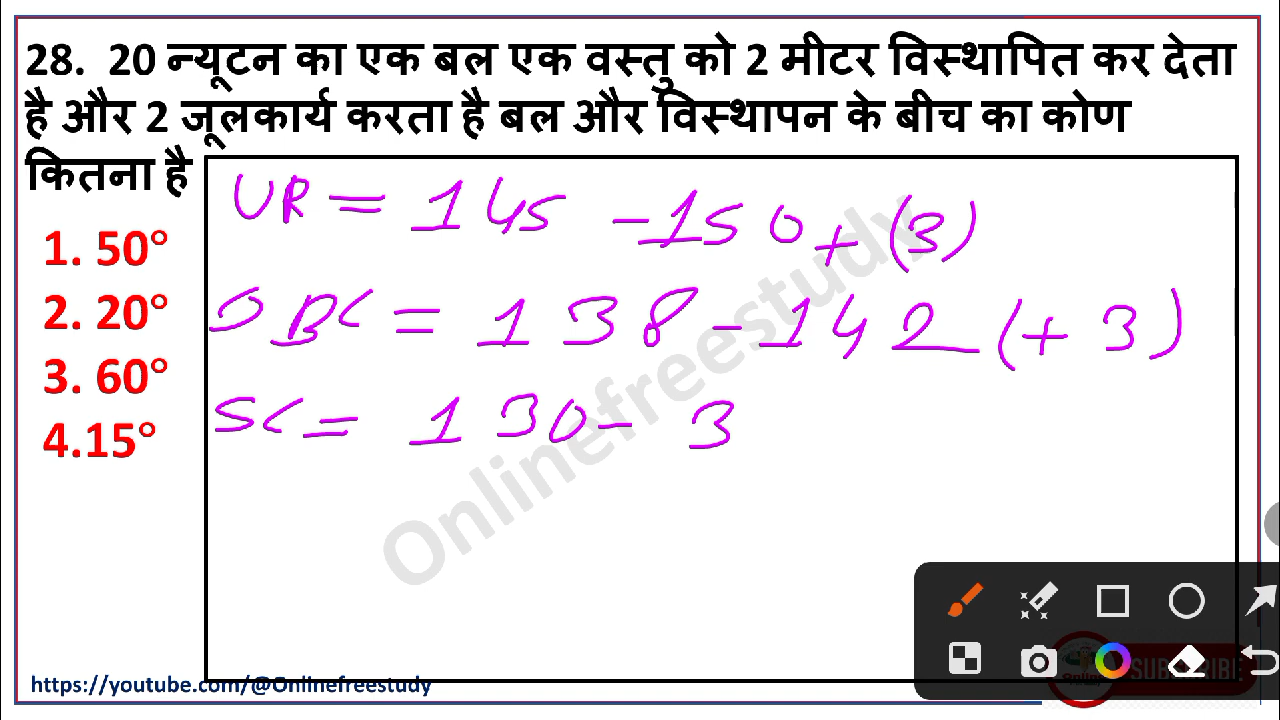 28. 20 न्यूटन का एक बल एक वस्तु को 2 मीटर विस्थापित कर देता
है और 2 जूलकार्य करता है बल और विस्थापन के बीच का कोण
कितना है
1. 50°
2. 20°
3. 60°
4.15°
UR = 145 - 150 + (3)
OBC = 138 - 142 (+ 3)
SC = 130 - 3
Onlinefreestudy
https://youtube.com/@Onlinefreestudy
SUBSCRIBE